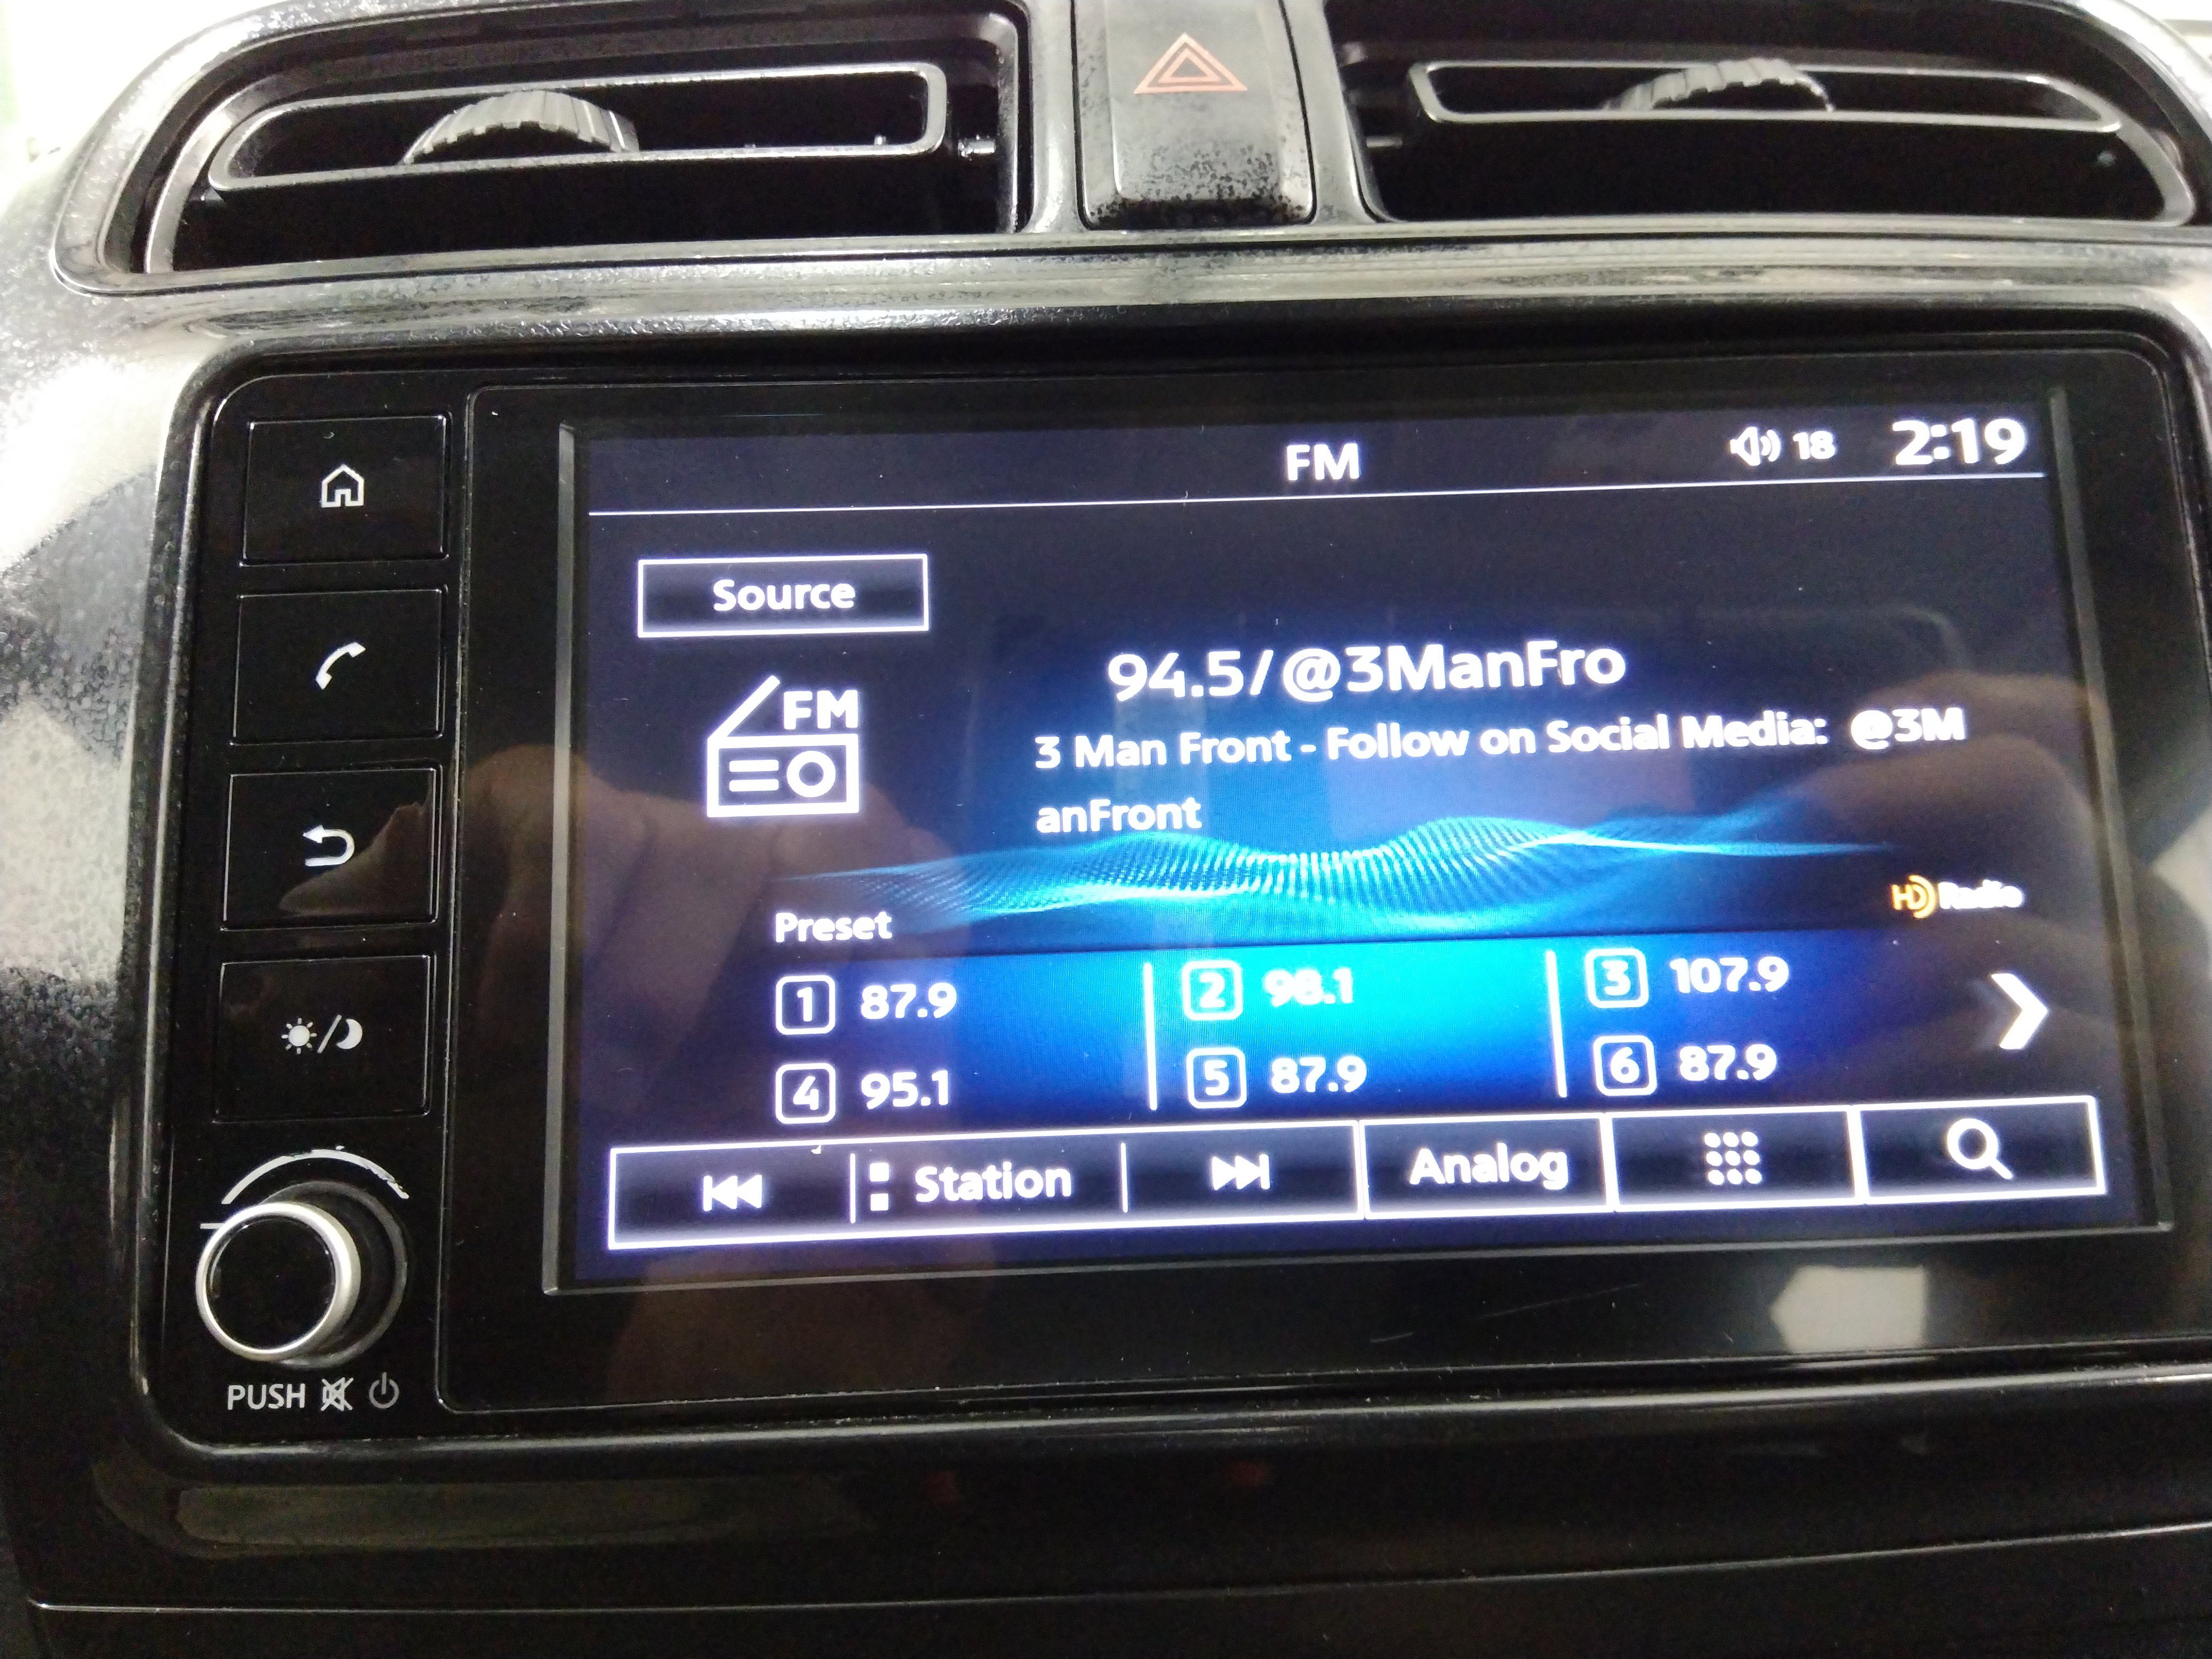 FM
18 2:19
Source
FM
94.5/@3ManFro
3 Man Front - Follow on Social Media: @3M
anFront
HD Radio
Preset
1 87.9
2 98.1
3 107.9
4 95.1
5 87.9
6 87.9
Station
Analog
PUSH